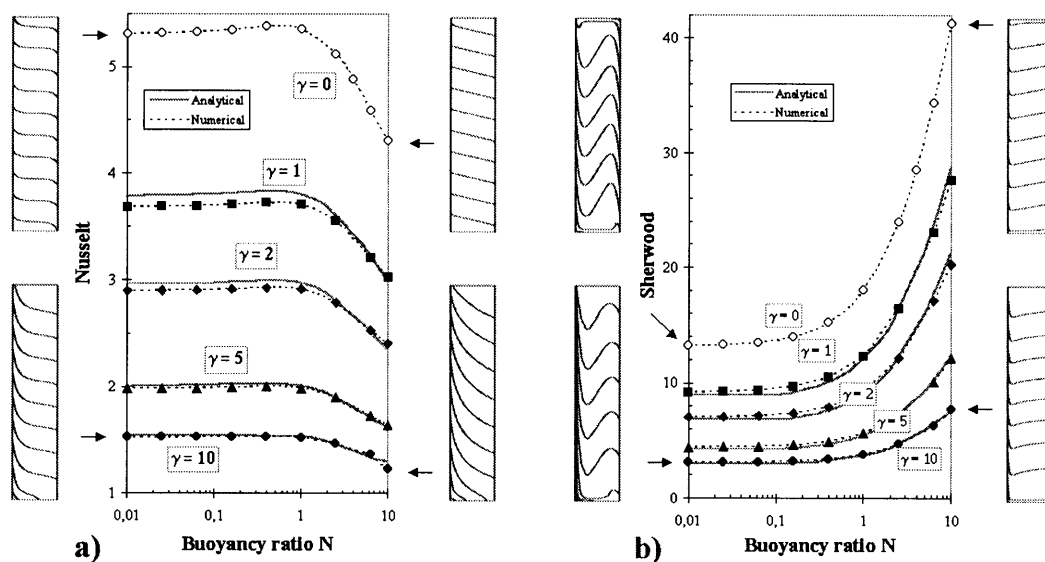 5
γ = 0
Analytical
Numerical
4
γ = 1
Nusselt
3
γ = 2
γ = 5
2
γ = 10
1
0,01
0,1
1
10
a)
Buoyancy ratio N
40
Analytical
Numerical
30
Sherwood
20
γ = 0
γ = 1
10
γ = 2
γ = 5
γ = 10
0
0,01
0,1
1
10
b)
Buoyancy ratio N